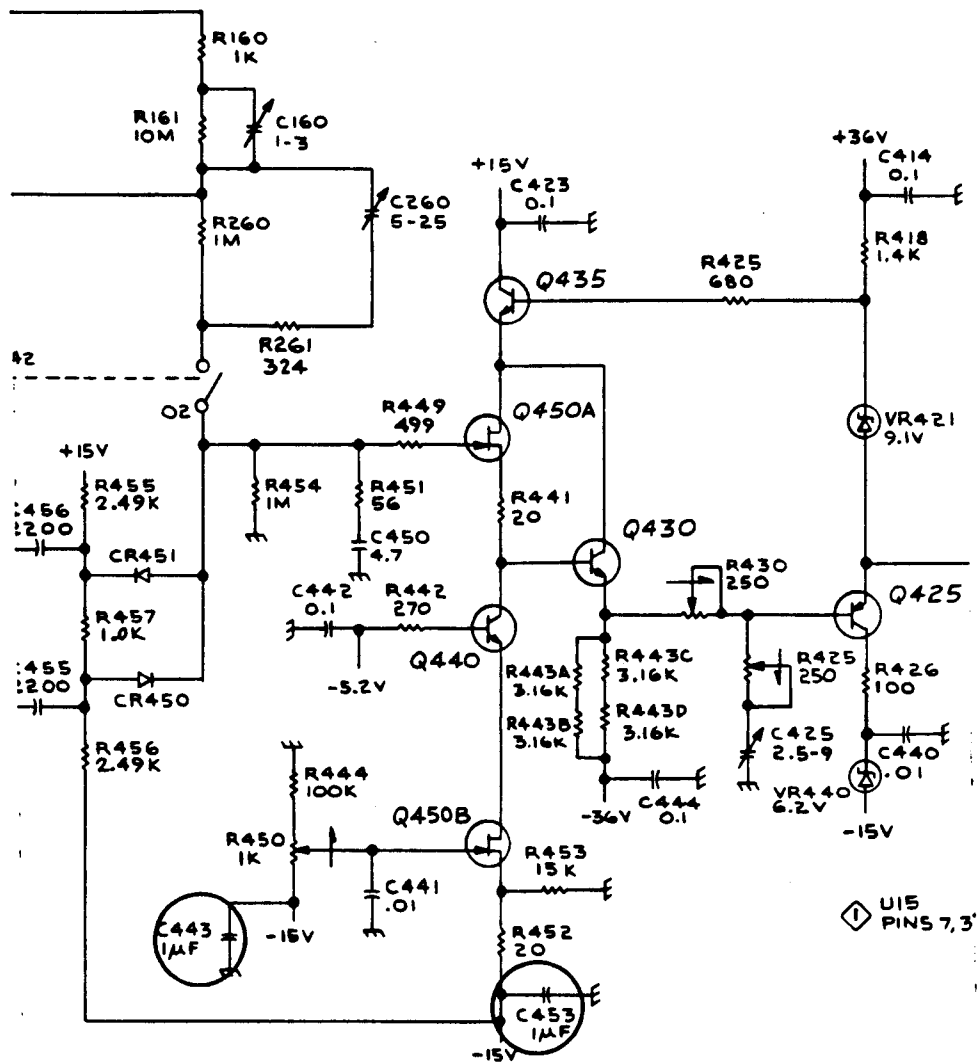 R160
1K
R161
10M
C160
1-3
+36V
C414
0.1
+15V
C423
0.1
C260
5-25
R260
1M
R418
1.4K
R425
680
Q435
R261
324
O2
R449
499
Q450A
VR421
9.1V
+15V
R455
2.49K
R454
1M
R451
56
R441
20
C450
4.7
Q430
CR451
R430
250
Q425
C442
0.1
R442
270
R457
1.0K
Q440
-5.2V
CR450
R443A
3.16K
R443C
3.16K
R425
250
R426
100
R443B
3.16K
R443D
3.16K
R456
2.49K
C425
2.5-9
C440
.01
R444
100K
C444
0.1
-36V
VR440
6.2V
-15V
Q450B
R450
1K
R453
15K
C441
.01
C443
1µF
-15V
R452
20
1 U15
PINS 7,3
C453
1µF
-15V